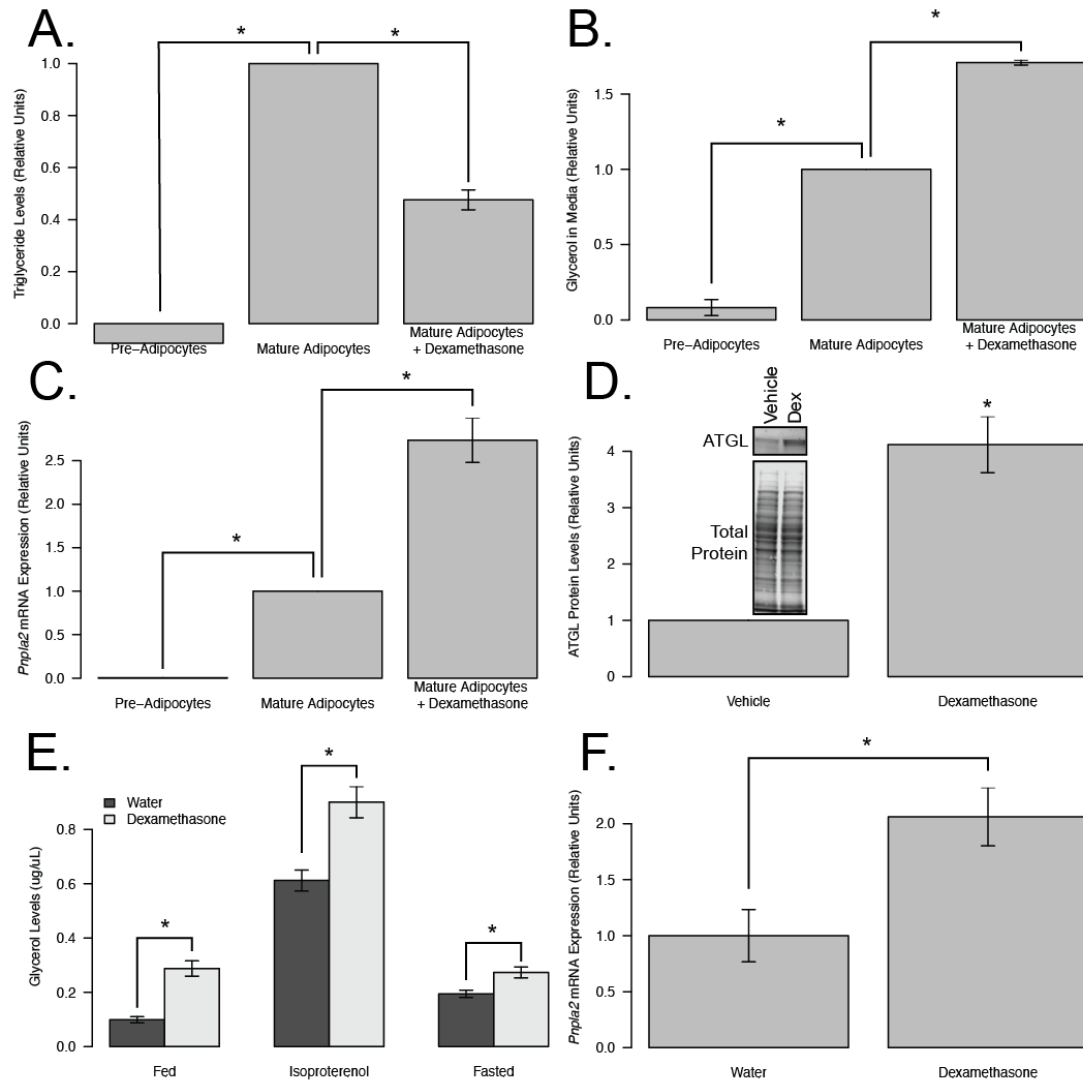 A.
*
*
Triglyceride Levels (Relative Units)
1.0
0.8
0.6
0.4
0.2
0.0
Pre−Adipocytes
Mature Adipocytes
Mature Adipocytes
+ Dexamethasone
B.
*
*
Glycerol in Media (Relative Units)
1.5
1.0
0.5
0.0
Pre−Adipocytes
Mature Adipocytes
Mature Adipocytes
+ Dexamethasone
C.
*
*
Pnpla2 mRNA Expression (Relative Units)
2.5
2.0
1.5
1.0
0.5
0.0
Pre−Adipocytes
Mature Adipocytes
Mature Adipocytes
+ Dexamethasone
D.
Vehicle
Dex
*
ATGL
Total
Protein
ATGL Protein Levels (Relative Units)
4
3
2
1
0
Vehicle
Dexamethasone
E.
*
*
*
Water
Dexamethasone
Glycerol Levels (ug/uL)
0.8
0.6
0.4
0.2
0.0
Fed
Isoproterenol
Fasted
F.
*
Pnpla2 mRNA Expression (Relative Units)
2.0
1.5
1.0
0.5
0.0
Water
Dexamethasone